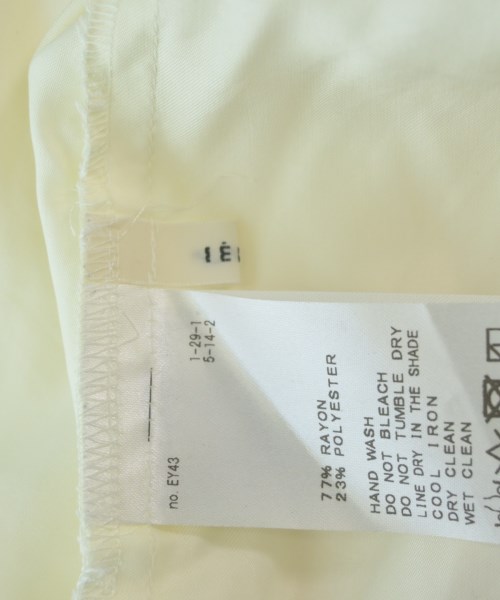 1-29-1
5-14-2
no. EY43
77% RAYON
23% POLYESTER
HAND WASH
DO NOT BLEACH
DO NOT TUMBLE DRY
LINE DRY IN THE SHADE
COOL IRON
DRY CLEAN
WET CLEAN